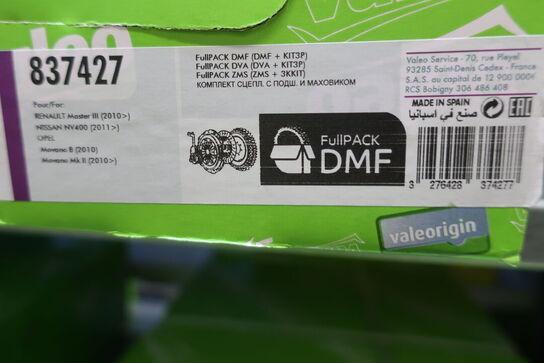 valeo
837427
FullPACK DMF (DMF + KIT3P)
FullPACK DVA (DVA + KIT3P)
FullPACK ZMS (ZMS + 3KKIT)
КОМПЛЕКТ СЦЕПЛ. С ПОДШ. И МАХОВИКОМ
Valeo Service - 70, rue Pleyel
93285 Saint-Denis Cedex - France
S.A.S. au capital de 12 900 000€
RCS Bobigny 306 486 408
Pour/For:
RENAULT Master III (2010>)
NISSAN NV400 (2011>)
OPEL
Movano B (2010)
Movano Mk II (2010>)
FullPACK
DMF
MADE IN SPAIN
صنع في اسبانيا
EAC
3 276428 374277
valeorigin